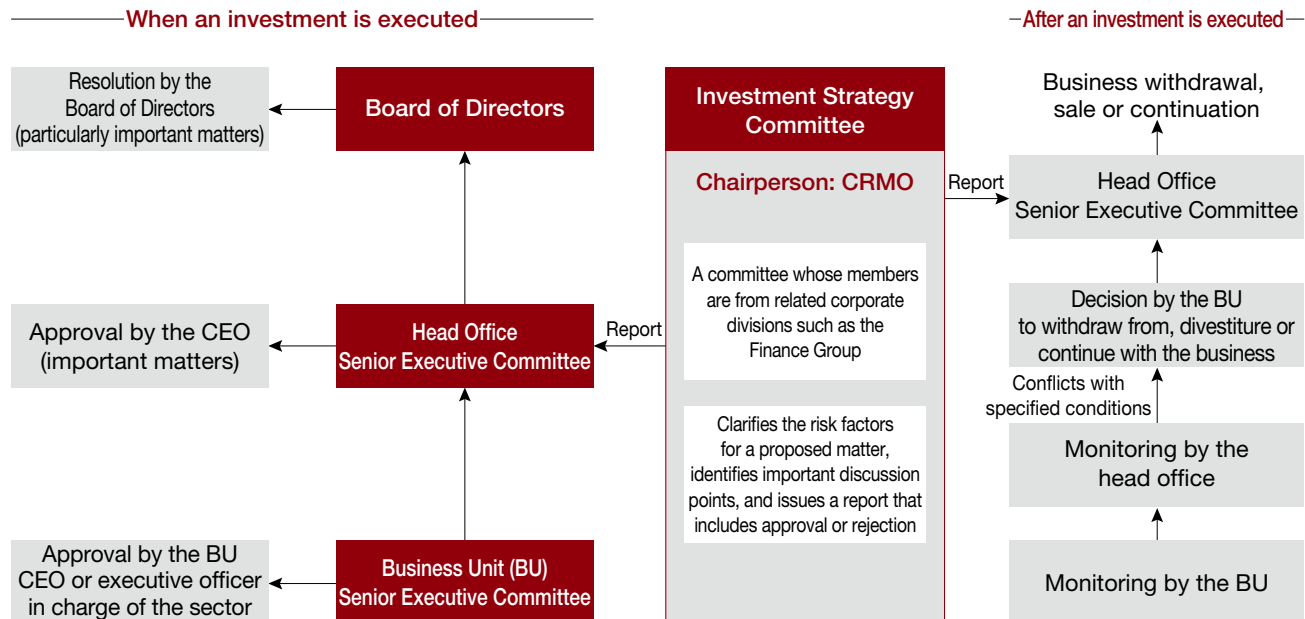 When an investment is executed
After an investment is executed
Resolution by the
Board of Directors
(particularly important matters)
Board of Directors
Approval by the CEO
(important matters)
Head Office
Senior Executive Committee
Approval by the BU
CEO or executive officer
in charge of the sector
Business Unit (BU)
Senior Executive Committee
Report
Investment Strategy
Committee
Chairperson: CRMO
A committee whose members
are from related corporate
divisions such as the
Finance Group
Clarifies the risk factors
for a proposed matter,
identifies important discussion
points, and issues a report that
includes approval or rejection
Report
Business withdrawal,
sale or continuation
Head Office
Senior Executive Committee
Decision by the BU
to withdraw from, divestiture or
continue with the business
Conflicts with
specified conditions
Monitoring by the
head office
Monitoring by the BU